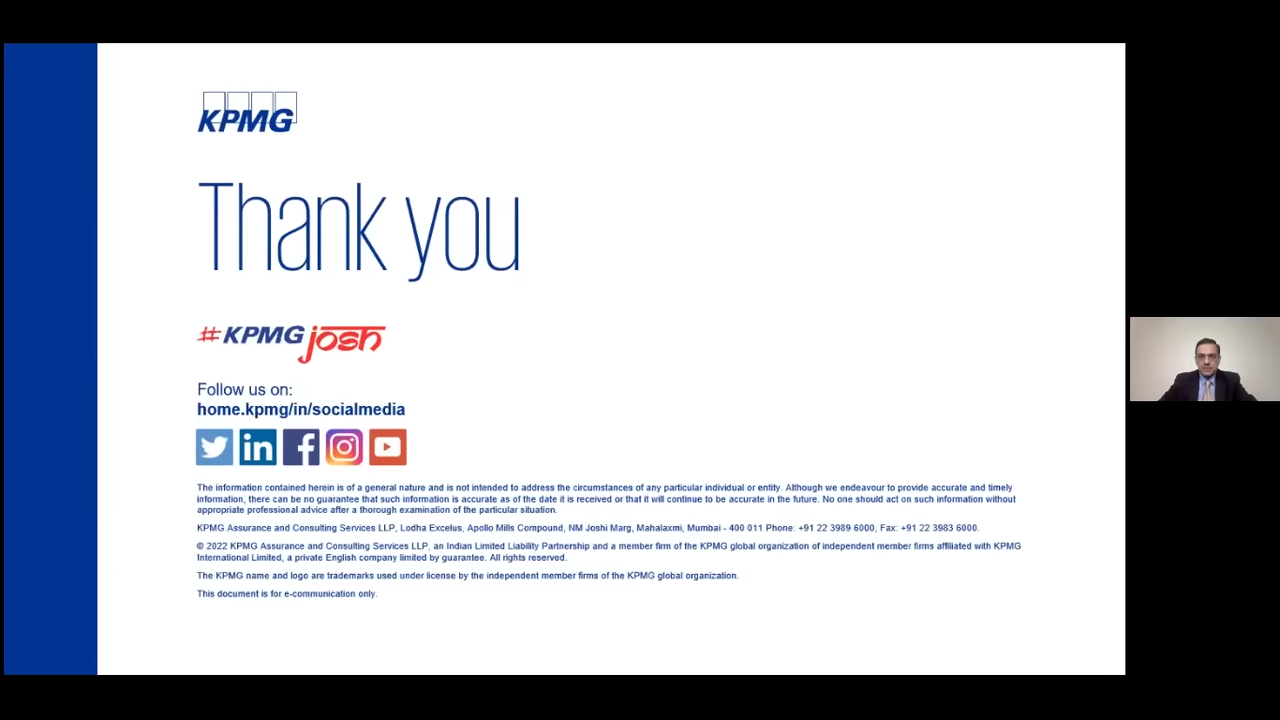 KPMG
Thank you
#KPMG josh
Follow us on:
home.kpmg/in/socialmedia
The information contained herein is of a general nature and is not intended to address the circumstances of any particular individual or entity. Although we endeavour to provide accurate and timely
information, there can be no guarantee that such information is accurate as of the date it is received or that it will continue to be accurate in the future. No one should act on such information without
appropriate professional advice after a thorough examination of the particular situation.
KPMG Assurance and Consulting Services LLP, Lodha Excelus, Apollo Mills Compound, NM Joshi Marg, Mahalaxmi, Mumbai - 400 011 Phone: +91 22 3989 6000, Fax: +91 22 3983 6000.
© 2022 KPMG Assurance and Consulting Services LLP, an Indian Limited Liability Partnership and a member firm of the KPMG global organization of independent member firms affiliated with KPMG
International Limited, a private English company limited by guarantee. All rights reserved.
The KPMG name and logo are trademarks used under license by the independent member firms of the KPMG global organization.
This document is for e-communication only.